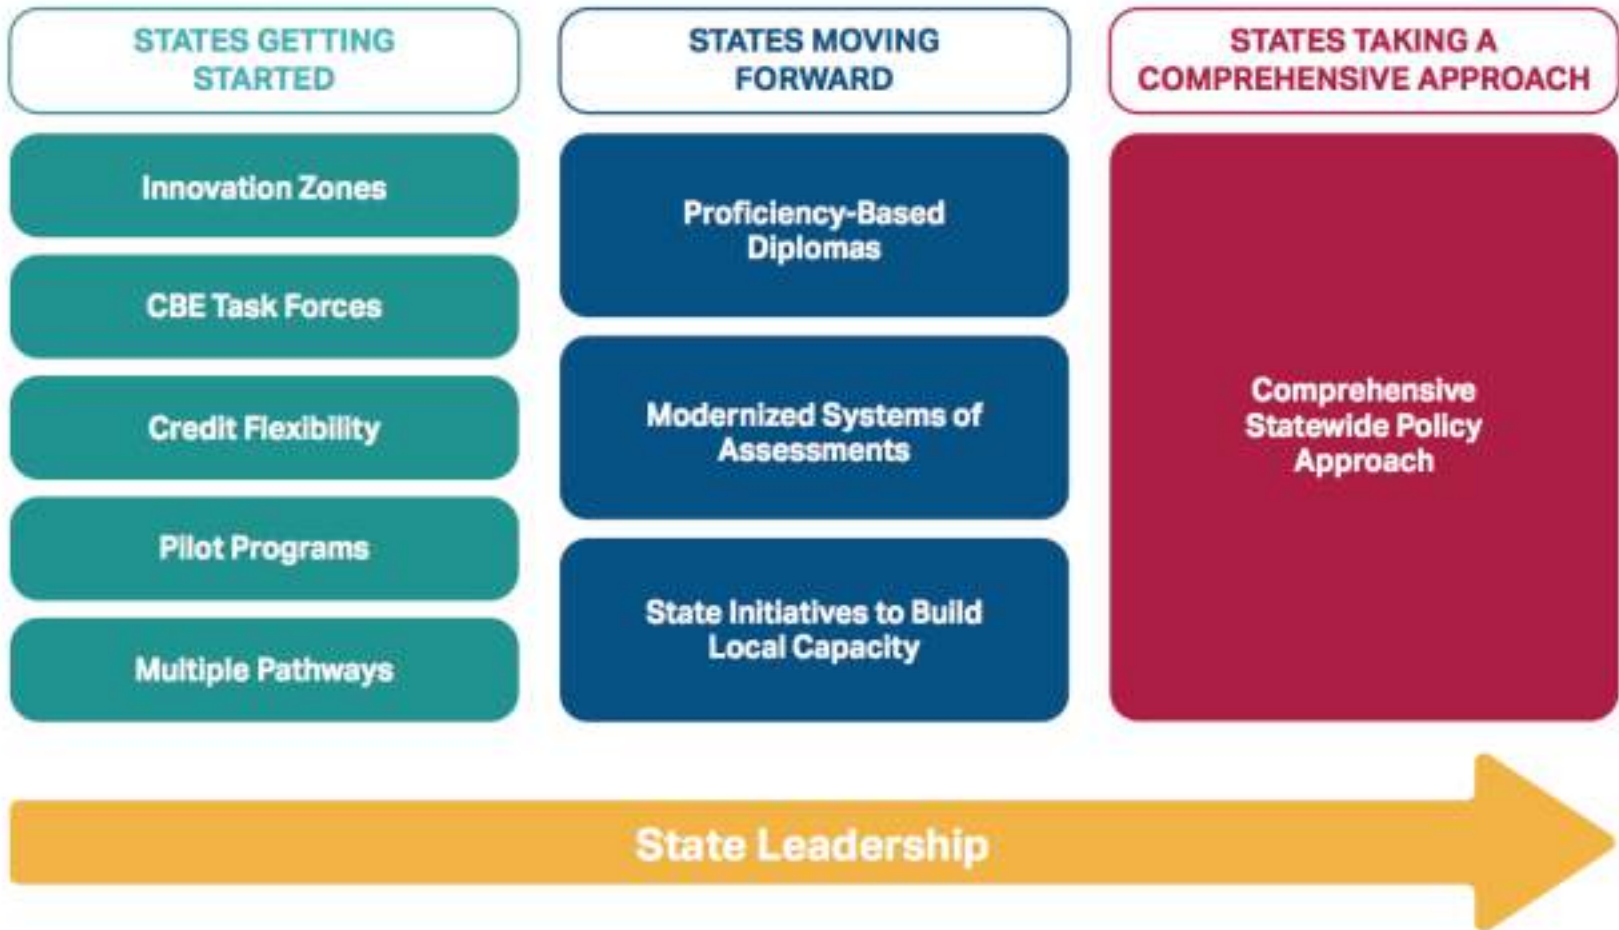 STATES GETTING
STARTED
Innovation Zones
CBE Task Forces
Credit Flexibility
Pilot Programs
Multiple Pathways
STATES MOVING
FORWARD
Proficiency-Based
Diplomas
Modernized Systems of
Assessments
State Initiatives to Build
Local Capacity
STATES TAKING A
COMPREHENSIVE APPROACH
Comprehensive
Statewide Policy
Approach
State Leadership